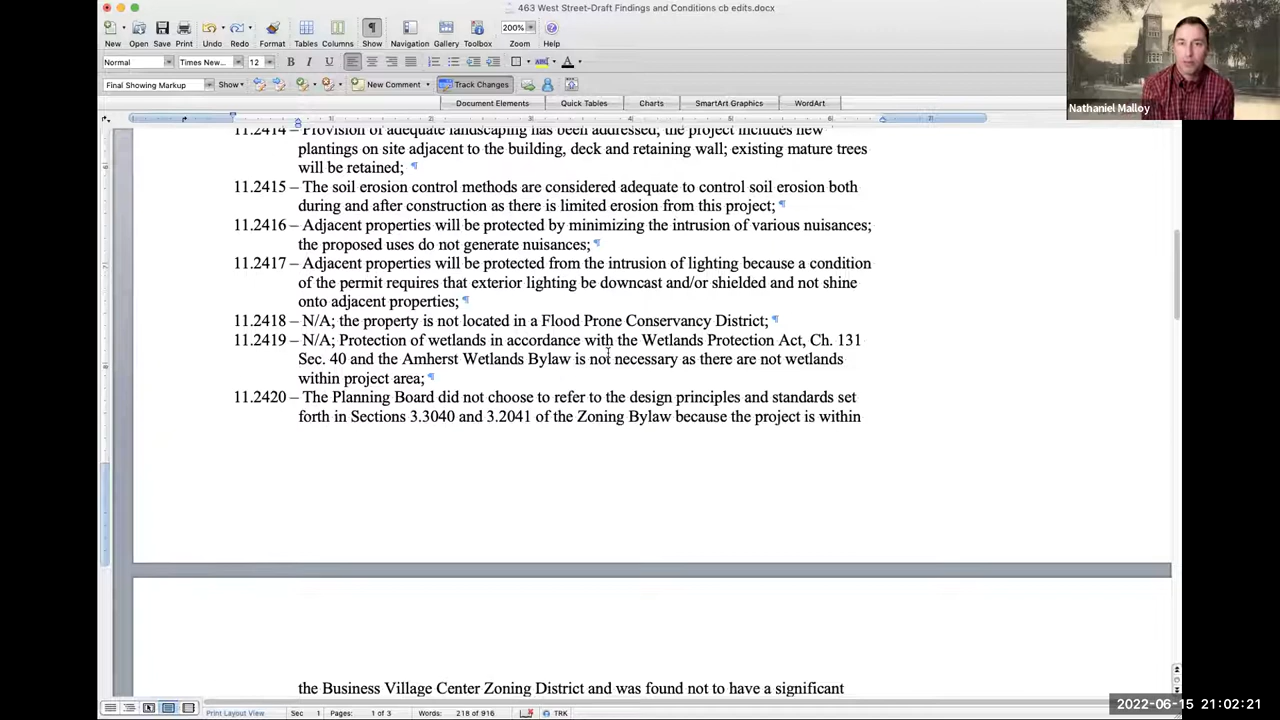 463 West Street-Draft Findings and Conditions cb edits.docx
200%
New Open Save Print Undo Redo Format Tables Columns Show Navigation Gallery Toolbox Zoom Help
Normal Times New... 12 B I U
Final Showing Markup Show New Comment Track Changes
Document Elements Quick Tables Charts SmartArt Graphics WordArt
Nathaniel Malloy
11.2414 – Provision of adequate landscaping has been addressed, the project includes new
plantings on site adjacent to the building, deck and retaining wall; existing mature trees
will be retained; ¶
11.2415 – The soil erosion control methods are considered adequate to control soil erosion both
during and after construction as there is limited erosion from this project; ¶
11.2416 – Adjacent properties will be protected by minimizing the intrusion of various nuisances;
the proposed uses do not generate nuisances; ¶
11.2417 – Adjacent properties will be protected from the intrusion of lighting because a condition
of the permit requires that exterior lighting be downcast and/or shielded and not shine
onto adjacent properties; ¶
11.2418 – N/A; the property is not located in a Flood Prone Conservancy District; ¶
11.2419 – N/A; Protection of wetlands in accordance with the Wetlands Protection Act, Ch. 131
Sec. 40 and the Amherst Wetlands Bylaw is not necessary as there are not wetlands
within project area; ¶
11.2420 – The Planning Board did not choose to refer to the design principles and standards set
forth in Sections 3.3040 and 3.2041 of the Zoning Bylaw because the project is within
the Business Village Center Zoning District and was found not to have a significant
Print Layout View Sec 1 Pages: 1 of 3 Words: 218 of 916 TRK
2022-06-15 21:02:21